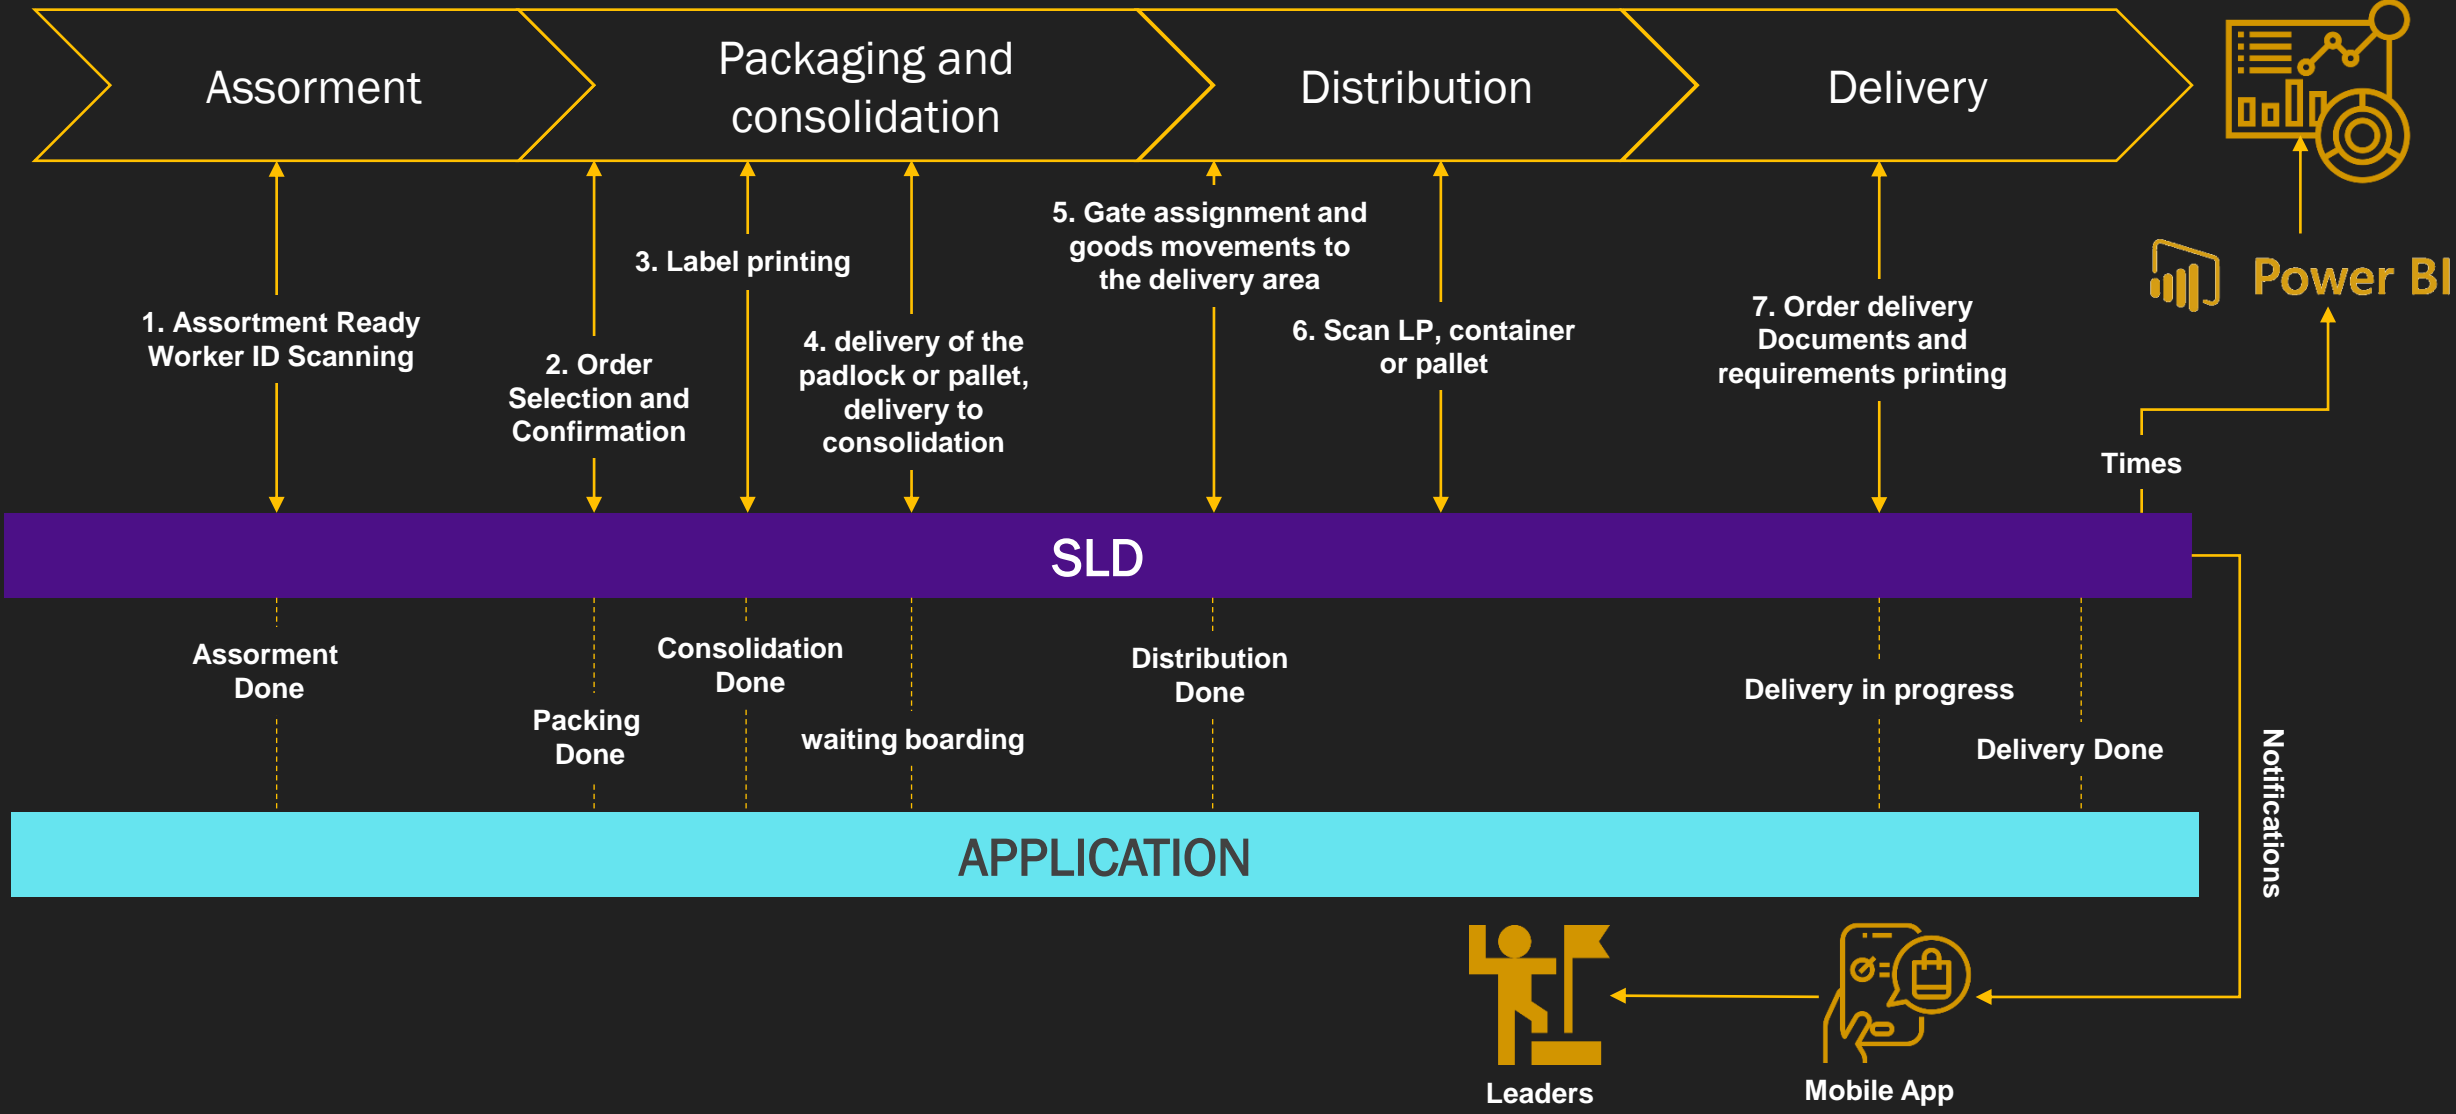 Assorment
Packaging and
consolidation
Distribution
Delivery
1. Assortment Ready
Worker ID Scanning
2. Order
Selection and
Confirmation
3. Label printing
4. delivery of the
padlock or pallet,
delivery to
consolidation
5. Gate assignment and
goods movements to
the delivery area
6. Scan LP, container
or pallet
7. Order delivery
Documents and
requirements printing
Power BI
Times
SLD
Assorment
Done
Packing
Done
Consolidation
Done
waiting boarding
Distribution
Done
Delivery in progress
Delivery Done
Notifications
APPLICATION
Leaders
Mobile App